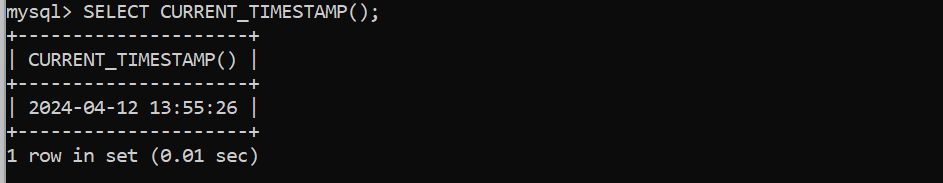 mysql> SELECT CURRENT_TIMESTAMP();
+---------------------+
| CURRENT_TIMESTAMP() |
+---------------------+
| 2024-04-12 13:55:26 |
+---------------------+
1 row in set (0.01 sec)